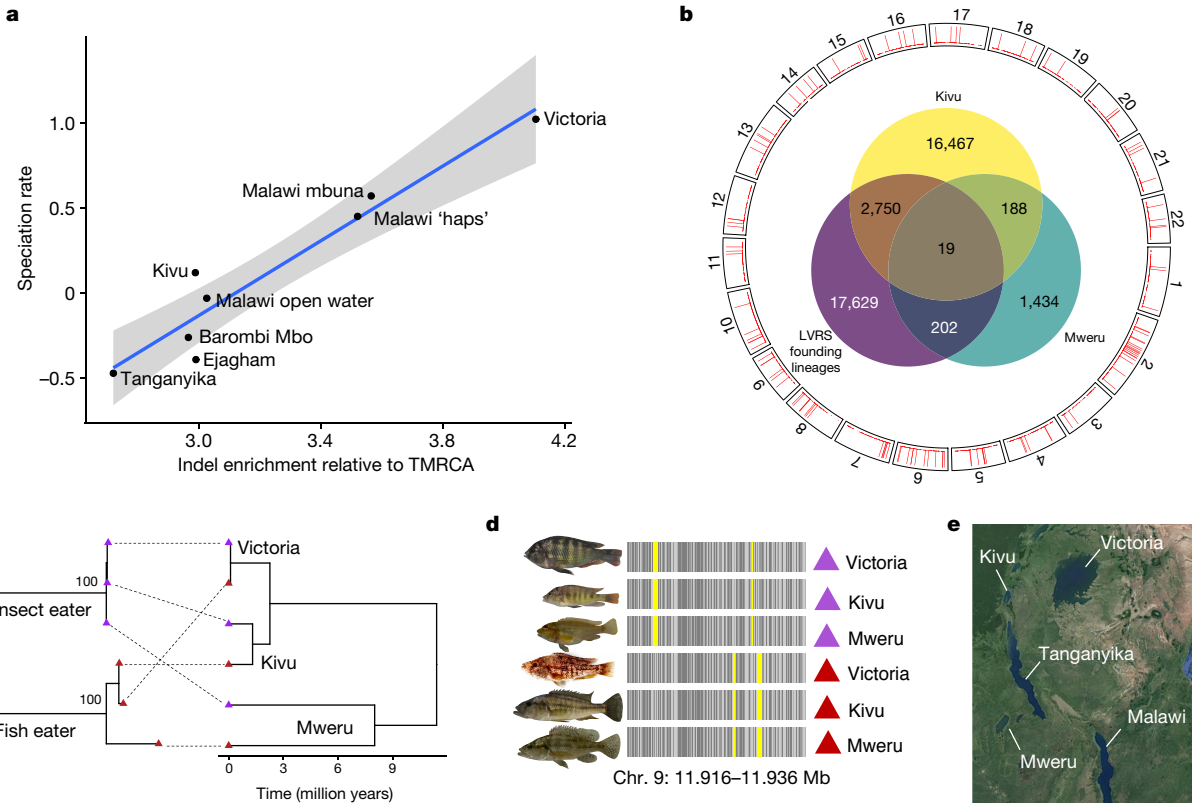 a
Speciation rate
1.0
0.5
0
–0.5
Victoria
Malawi mbuna
Malawi ‘haps’
Kivu
Malawi open water
Barombi Mbo
Ejagham
Tanganyika
3.0 3.4 3.8 4.2
Indel enrichment relative to TMRCA
b
1
2
3
4
5
6
7
8
9
10
11
12
13
14
15
16
17
18
19
20
21
22
Kivu
16,467
2,750
188
19
17,629
202
1,434
LVRS
founding
lineages
Mweru
100
nsect eater
100
Fish eater
Victoria
Kivu
Mweru
0 3 6 9
Time (million years)
d
Victoria
Kivu
Mweru
Victoria
Kivu
Mweru
Chr. 9: 11.916–11.936 Mb
e
Kivu
Victoria
Tanganyika
Malawi
Mweru